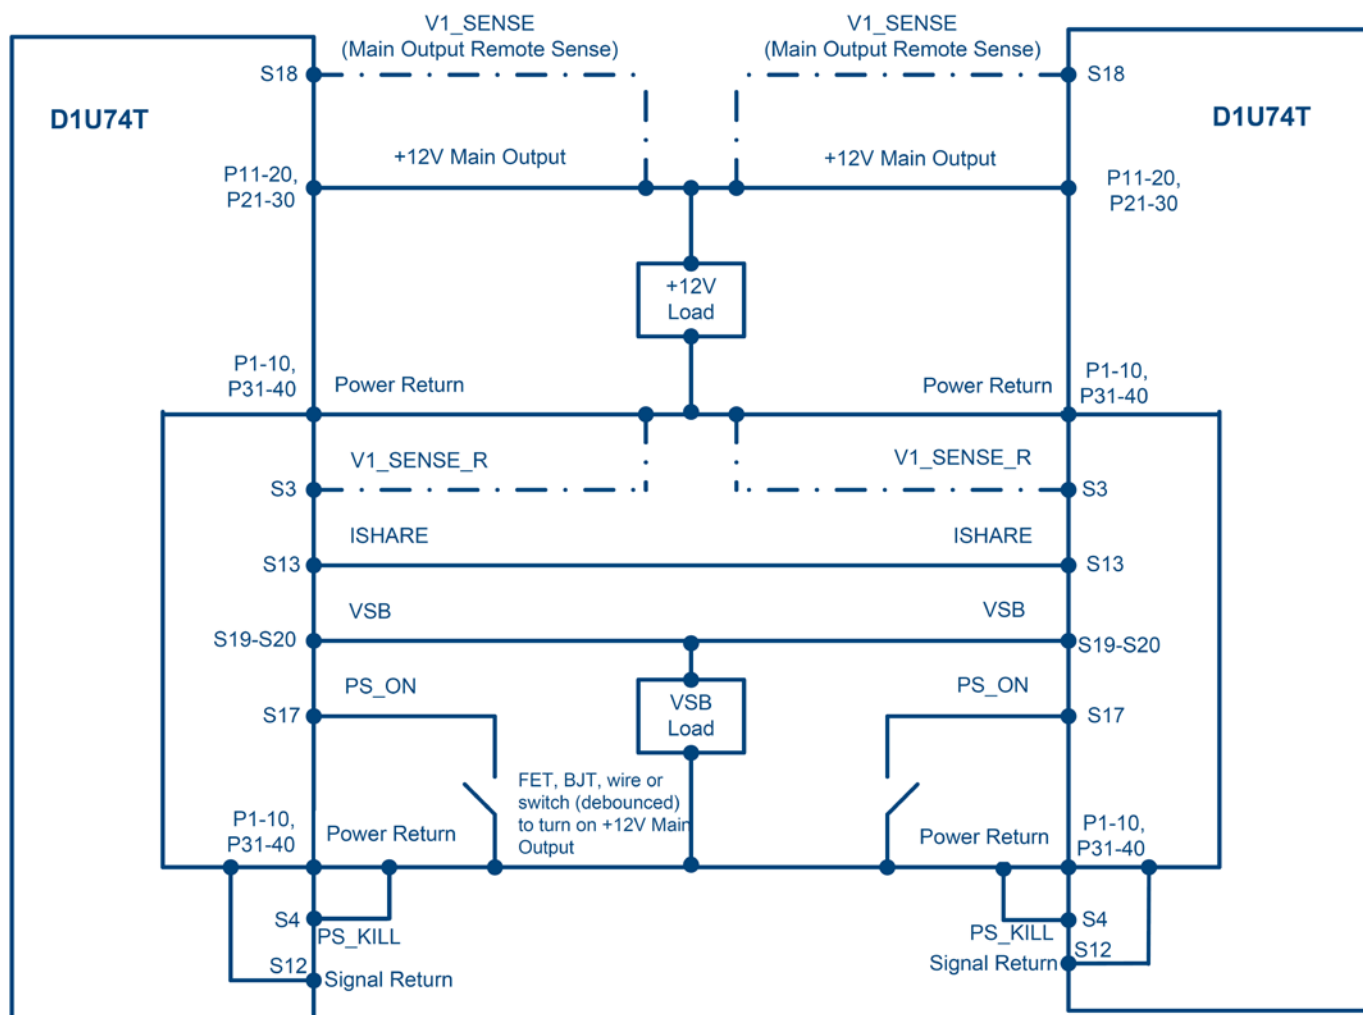 V1_SENSE
(Main Output Remote Sense)
V1_SENSE
(Main Output Remote Sense)
S18
S18
D1U74T
D1U74T
+12V Main Output
+12V Main Output
P11-20,
P21-30
P11-20,
P21-30
+12V
Load
P1-10,
P31-40
Power Return
Power Return
P1-10,
P31-40
V1_SENSE_R
V1_SENSE_R
S3
S3
ISHARE
ISHARE
S13
S13
VSB
VSB
S19-S20
S19-S20
PS_ON
PS_ON
S17
S17
VSB
Load
FET, BJT, wire or
switch (debounced)
to turn on +12V Main
Output
P1-10,
P31-40
Power Return
Power Return
P1-10,
P31-40
S4
PS_KILL
S4
PS_KILL
S12
Signal Return
Signal Return
S12